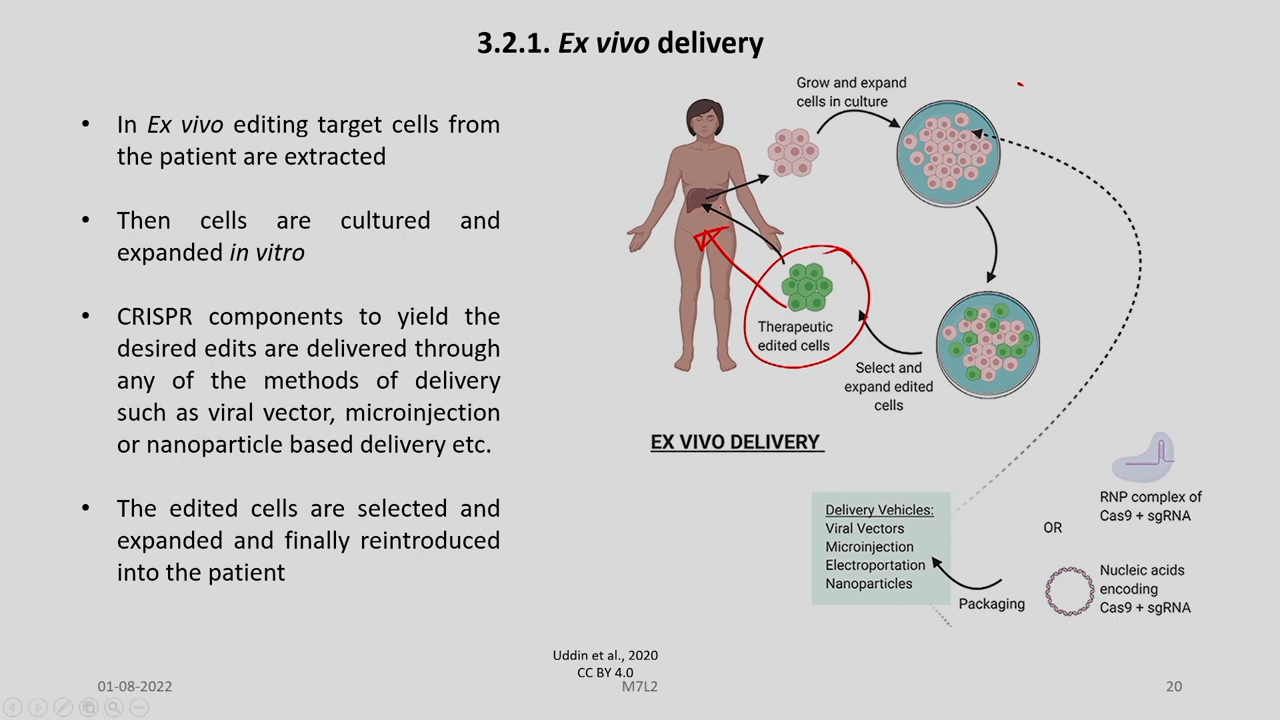 3.2.1. Ex vivo delivery
• In Ex vivo editing target cells from
the patient are extracted
• Then cells are cultured and
expanded in vitro
• CRISPR components to yield the
desired edits are delivered through
any of the methods of delivery
such as viral vector, microinjection
or nanoparticle based delivery etc.
• The edited cells are selected and
expanded and finally reintroduced
into the patient
Grow and expand
cells in culture
Therapeutic
edited cells
Select and
expand edited
cells
EX VIVO DELIVERY
Delivery Vehicles:
Viral Vectors
Microinjection
Electroportation
Nanoparticles
Packaging
OR
RNP complex of
Cas9 + sgRNA
Nucleic acids
encoding
Cas9 + sgRNA
Uddin et al., 2020
CC BY 4.0
01-08-2022
M7L2
20